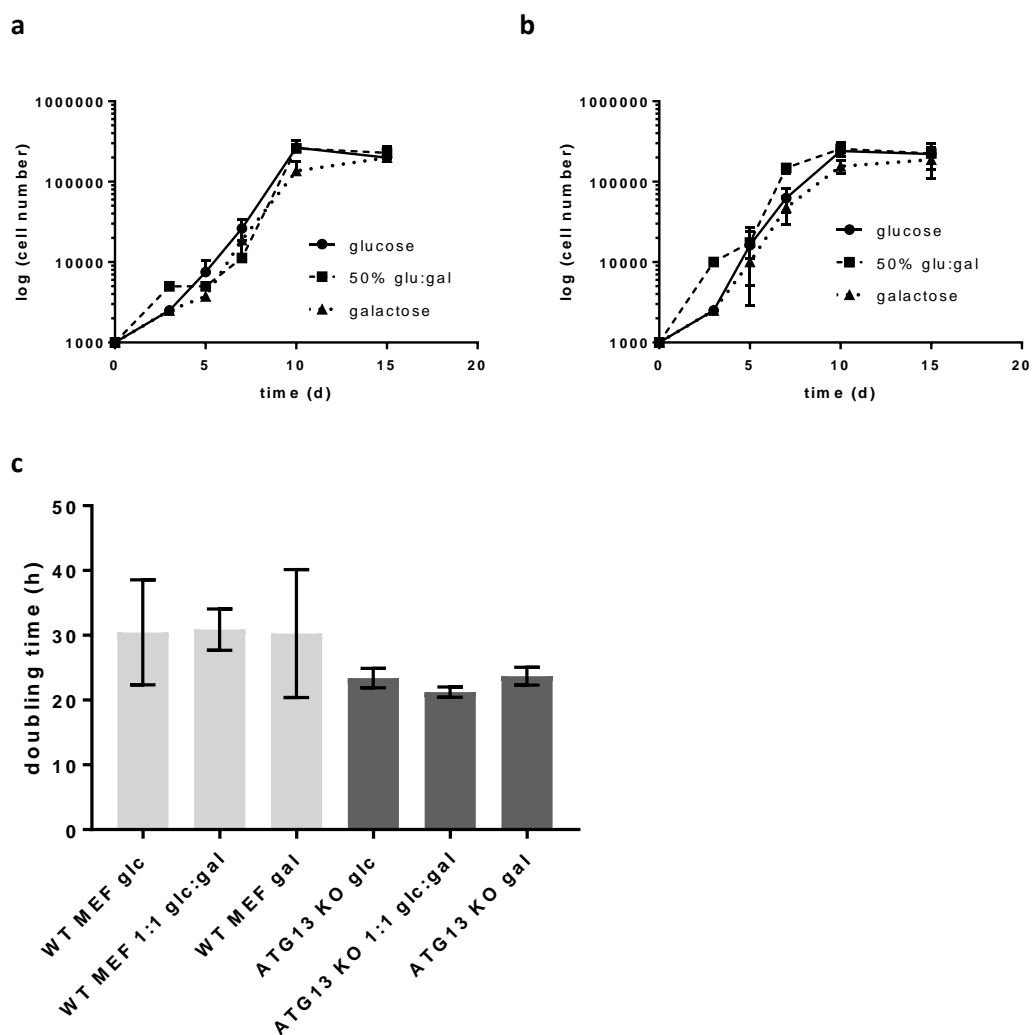 a
log (cell number)
1000000
100000
10000
1000
0
5
10
15
20
time (d)
glucose
50% glu:gal
galactose
b
log (cell number)
1000000
100000
10000
1000
0
5
10
15
20
time (d)
glucose
50% glu:gal
galactose
c
doubling time (h)
50
40
30
20
10
0
WT MEF glc
WT MEF 1:1 glc:gal
WT MEF gal
ATG13 KO glc
ATG13 KO 1:1 glc:gal
ATG13 KO gal